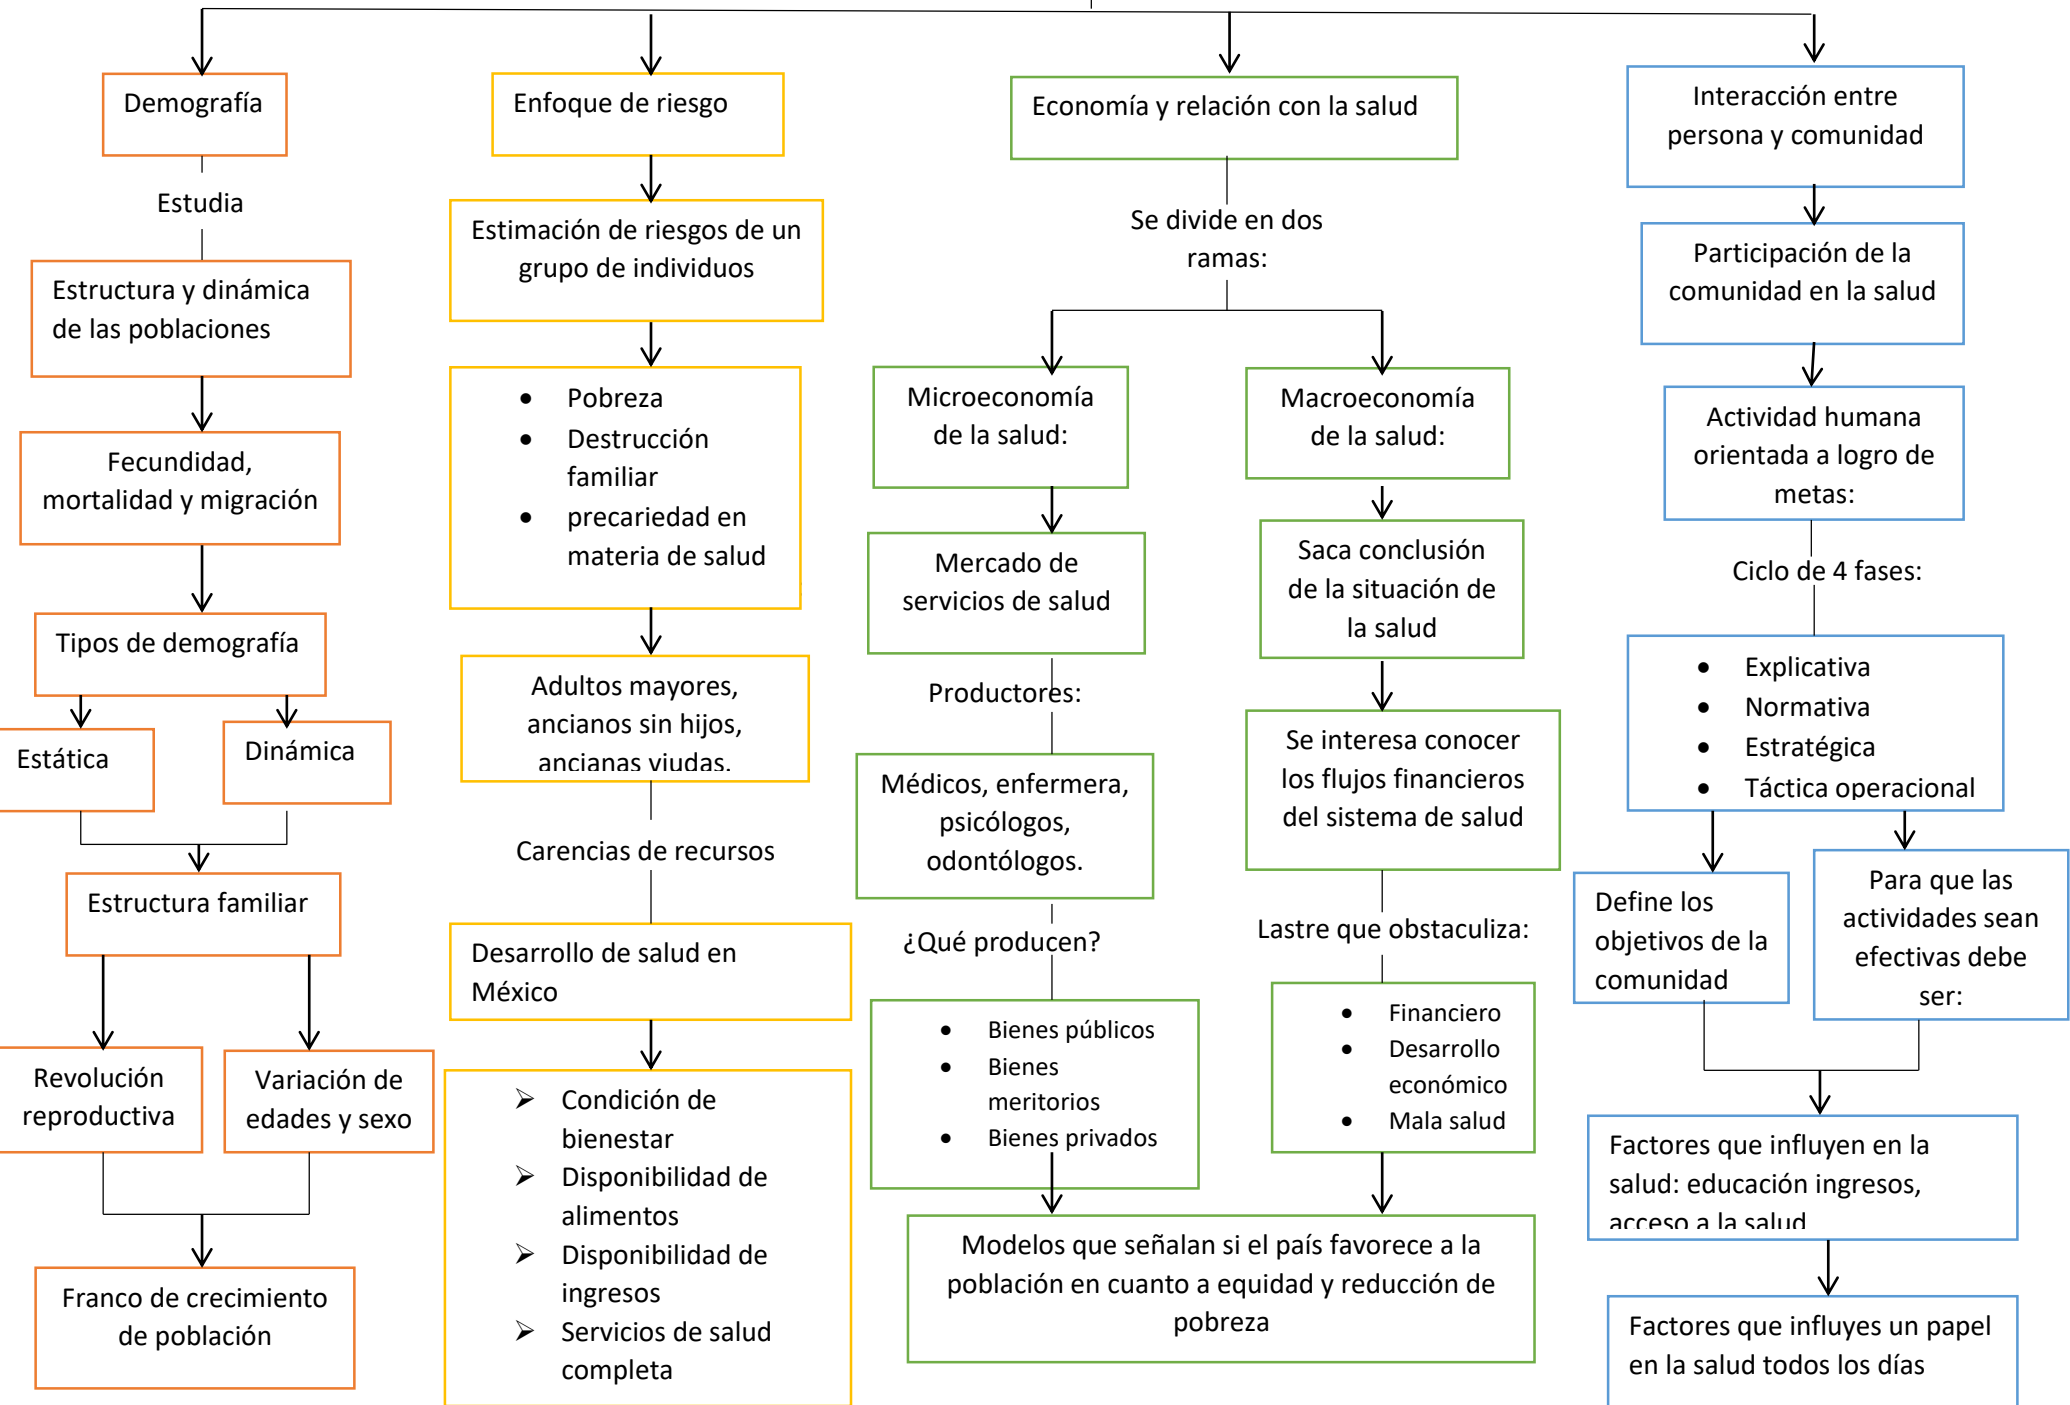 Demografía
Estudia
Estructura y dinámica
de las poblaciones
Fecundidad,
mortalidad y migración
Tipos de demografía
Estática
Dinámica
Estructura familiar
Revolución
reproductiva
Variación de
edades y sexo
Franco de crecimiento
de población
Enfoque de riesgo
Estimación de riesgos de un
grupo de individuos
• Pobreza
• Destrucción
familiar
• precariedad en
materia de salud
Adultos mayores,
ancianos sin hijos,
ancianas viudas.
Carencias de recursos
Desarrollo de salud en
México
➢ Condición de
bienestar
➢ Disponibilidad de
alimentos
➢ Disponibilidad de
ingresos
➢ Servicios de salud
completa
Economía y relación con la salud
Se divide en dos
ramas:
Microeconomía
de la salud:
Mercado de
servicios de salud
Productores:
Médicos, enfermera,
psicólogos,
odontólogos.
¿Qué producen?
• Bienes públicos
• Bienes
meritorios
• Bienes privados
Macroeconomía
de la salud:
Saca conclusión
de la situación de
la salud
Se interesa conocer
los flujos financieros
del sistema de salud
Lastre que obstaculiza:
• Financiero
• Desarrollo
económico
• Mala salud
Modelos que señalan si el país favorece a la
población en cuanto a equidad y reducción de
pobreza
Interacción entre
persona y comunidad
Participación de la
comunidad en la salud
Actividad humana
orientada a logro de
metas:
Ciclo de 4 fases:
• Explicativa
• Normativa
• Estratégica
• Táctica operacional
Define los
objetivos de la
comunidad
Para que las
actividades sean
efectivas debe
ser:
Factores que influyen en la
salud: educación ingresos,
acceso a la salud
Factores que influyes un papel
en la salud todos los días